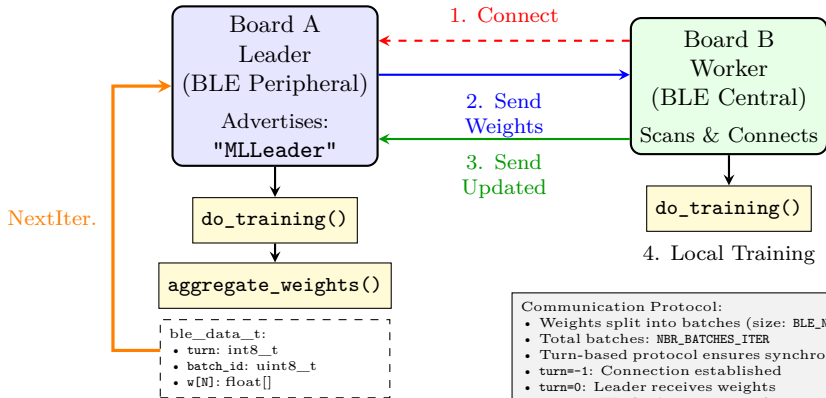 Board A
Leader
(BLE Peripheral)
Advertises:
"MLLeader"
1. Connect
2. Send
Weights
3. Send
Updated
Board B
Worker
(BLE Central)
Scans & Connects
do_training()
aggregate_weights()
do_training()
4. Local Training
NextIter.
ble_data_t:
• turn: int8_t
• batch_id: uint8_t
• w[N]: float[]
Communication Protocol:
• Weights split into batches (size:
• Total batches: NBR_BATCHES_ITER
• Turn-based protocol ensures
• turn=-1: Connection established
• turn=0: Leader receives weights